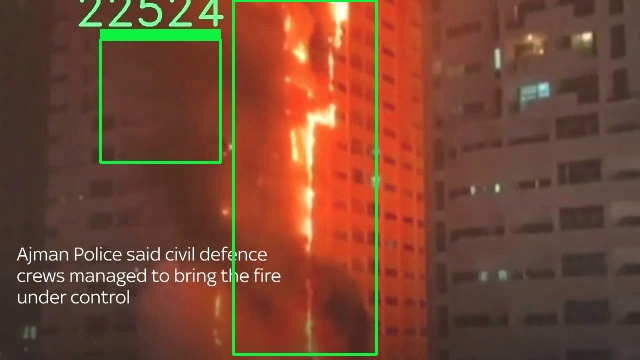 22524
Ajman Police said civil defence
crews managed to bring the fire
under control